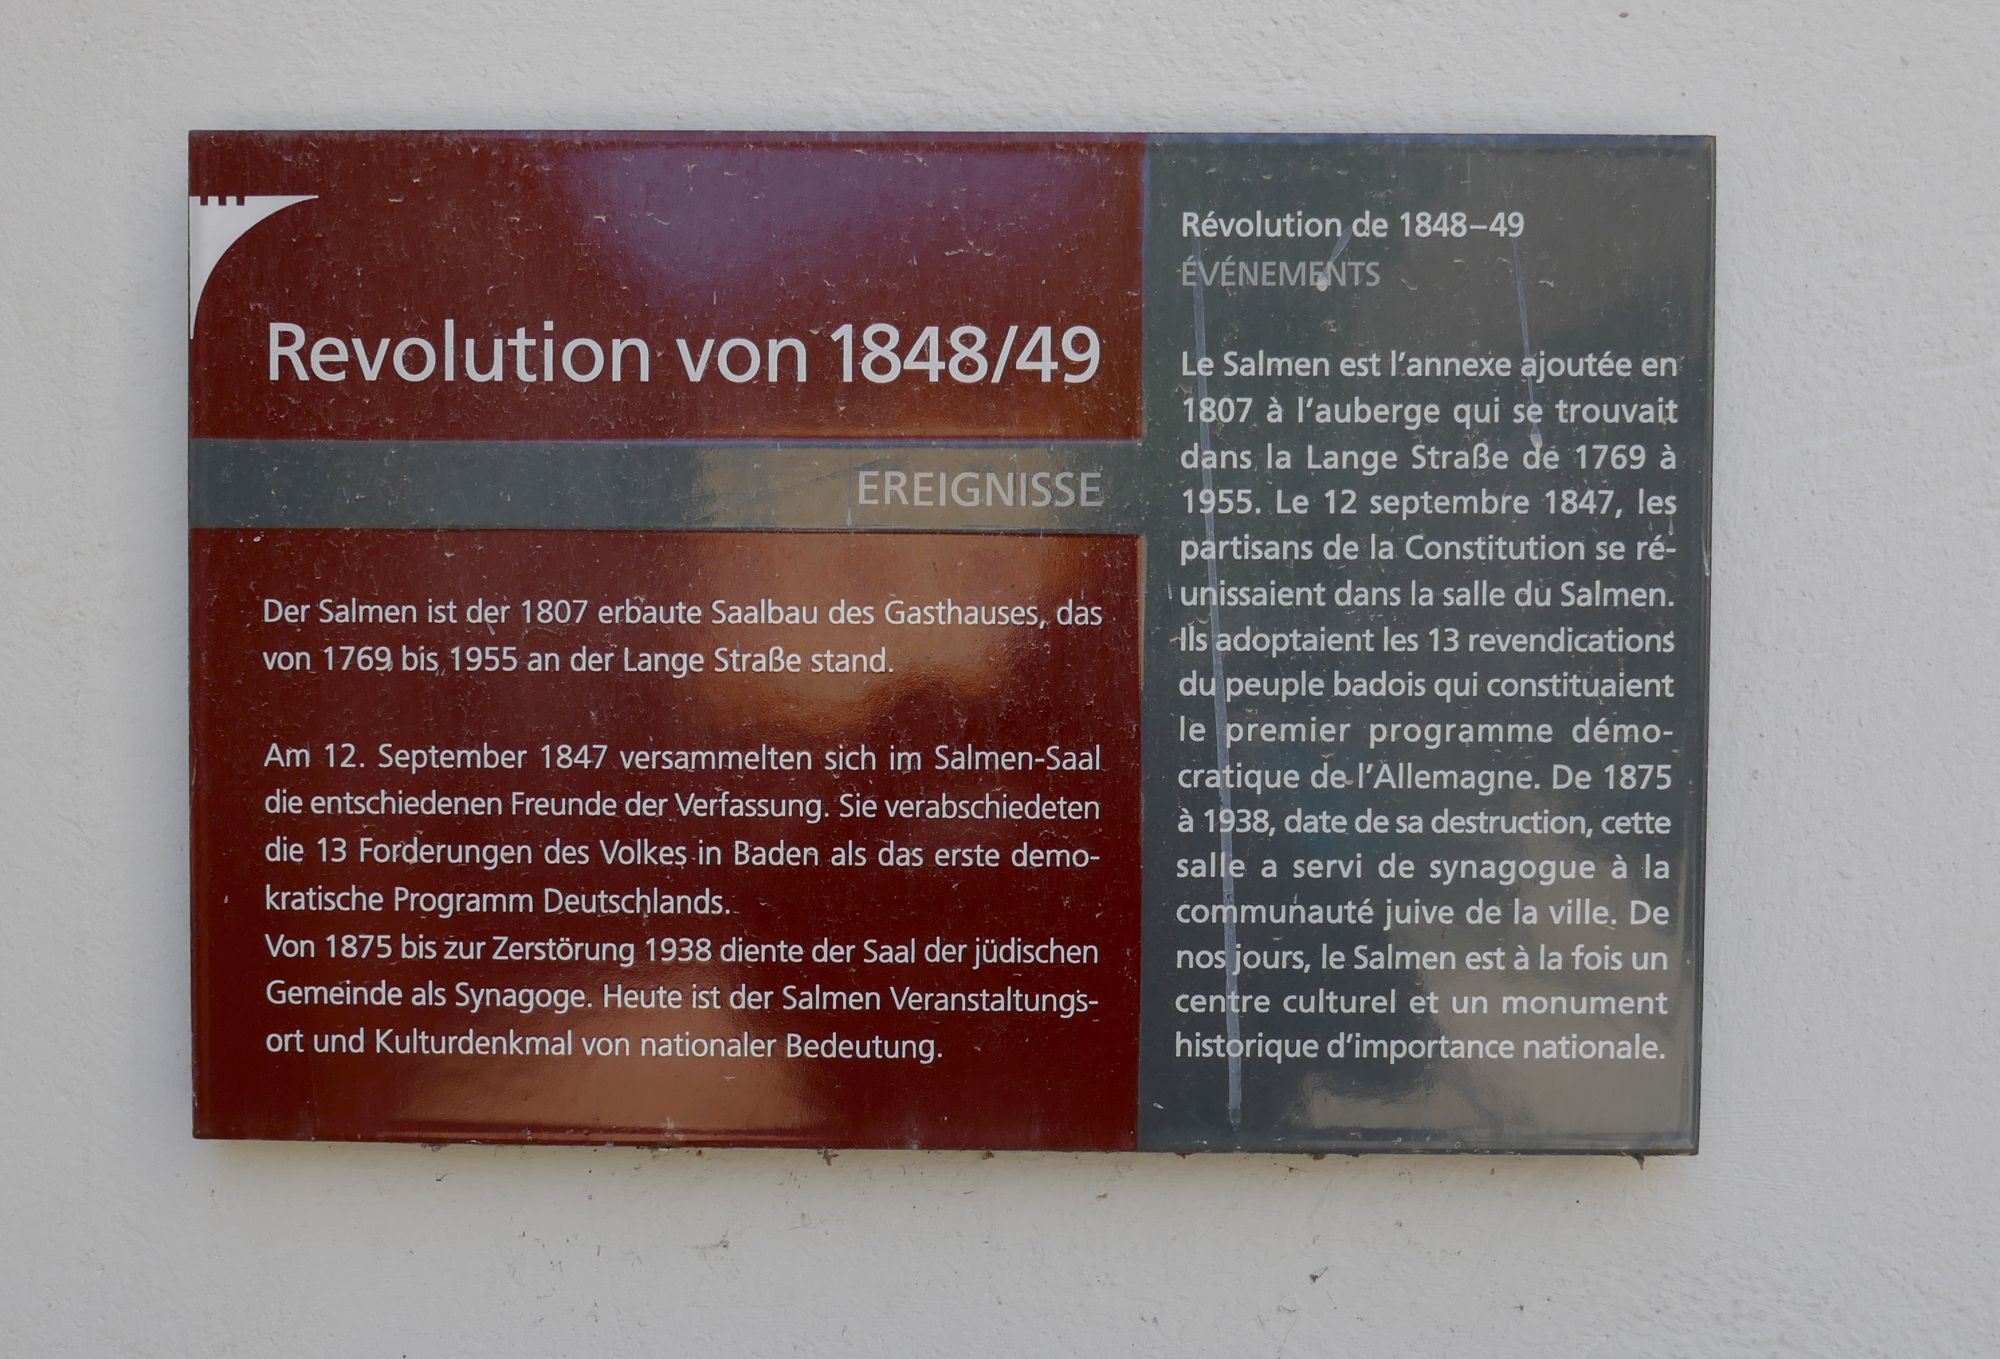 Revolution von 1848/49
EREIGNISSE
Der Salmen ist der 1807 erbaute Saalbau des Gasthauses, das
von 1769 bis 1955 an der Lange Straße stand.
Am 12. September 1847 versammelten sich im Salmen-Saal
die entschiedenen Freunde der Verfassung. Sie verabschiedeten
die 13 Forderungen des Volkes in Baden als das erste demo-
kratische Programm Deutschlands.
Von 1875 bis zur Zerstörung 1938 diente der Saal der jüdischen
Gemeinde als Synagoge. Heute ist der Salmen Veranstaltungs-
ort und Kulturdenkmal von nationaler Bedeutung.
Révolution de 1848–49
ÉVÉNEMENTS
Le Salmen est l'annexe ajoutée en
1807 à l'auberge qui se trouvait
dans la Lange Straße de 1769 à
1955. Le 12 septembre 1847, les
partisans de la Constitution se ré-
unissaient dans la salle du Salmen.
Ils adoptaient les 13 revendications
du peuple badois qui constituaient
le premier programme démo-
cratique de l'Allemagne. De 1875
à 1938, date de sa destruction, cette
salle a servi de synagogue à la
communauté juive de la ville. De
nos jours, le Salmen est à la fois un
centre culturel et un monument
historique d'importance nationale.